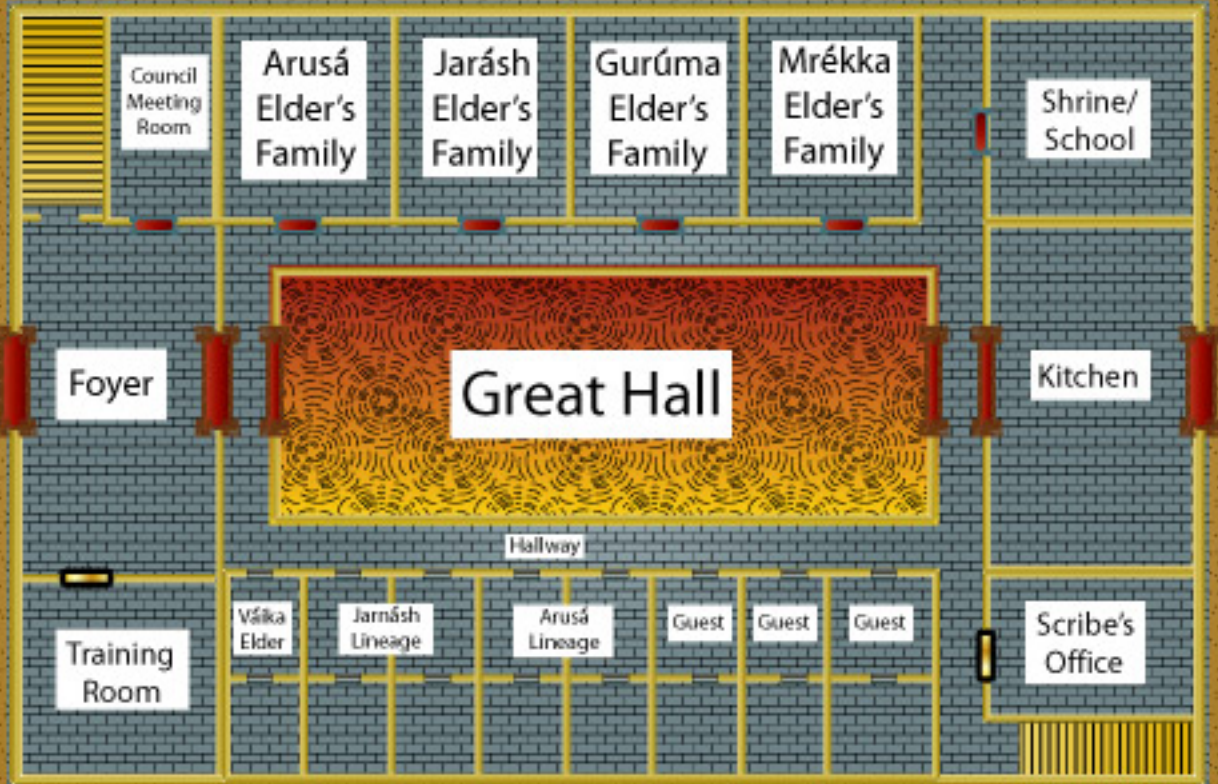 Council
Meeting
Room
Arusá
Elder's
Family
Jarásh
Elder's
Family
Gurúma
Elder's
Family
Mrékka
Elder's
Family
Shrine/
School
Foyer
Great Hall
Kitchen
Hallway
Training
Room
Váika
Elder
Jarnásh
Lineage
Arusá
Lineage
Guest
Guest
Guest
Scribe's
Office